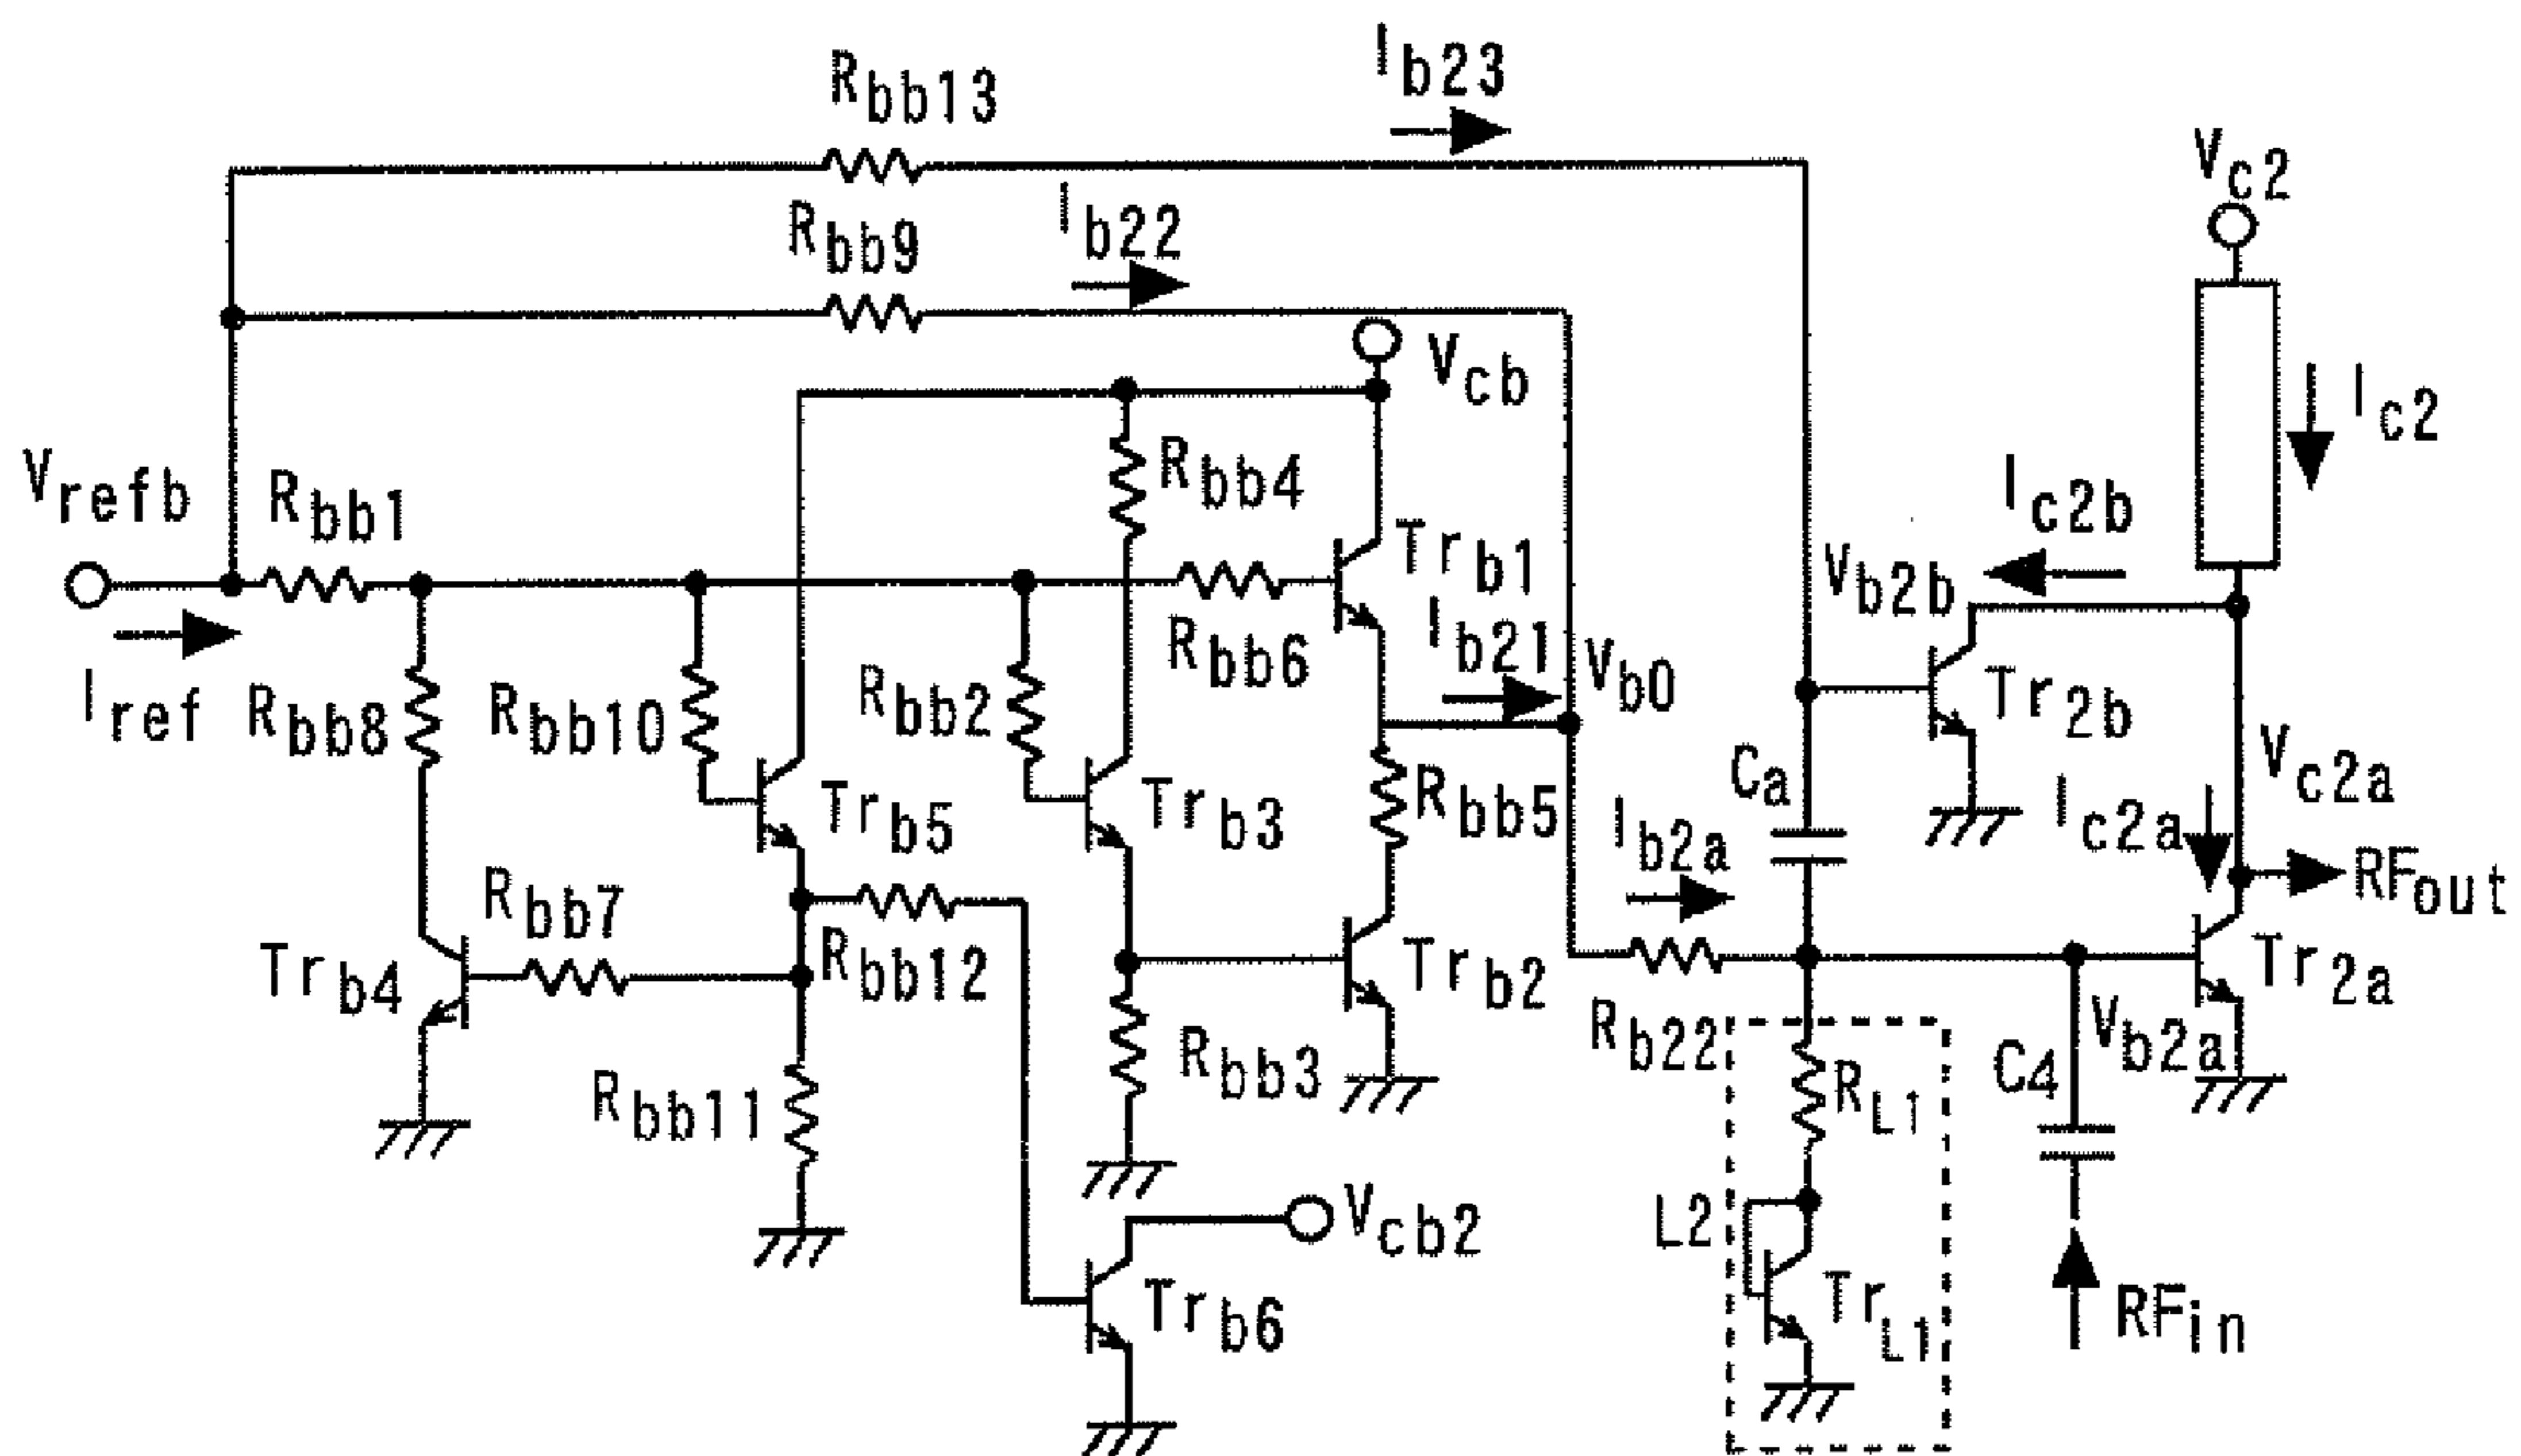 Rbb13
Ib23
Rbb9
Ib22
Vc2
Vcb
Ic2
Vrefb
Rbb1
Rbb4
Ic2b
Trb1
Vb2b
Iref
Rbb8
Rbb10
Rbb2
Rbb6
Ib21
Vb0
Tr2b
Ca
Vc2a
Trb5
Trb3
Rbb5
Ib2a
Ic2a
RFout
Rbb7
Trb4
Rbb12
Trb2
Tr2a
Rb22
Vb2a
Rbb11
Rbb3
RL1
C4
L2
Vcb2
TrL1
Trb6
RFin